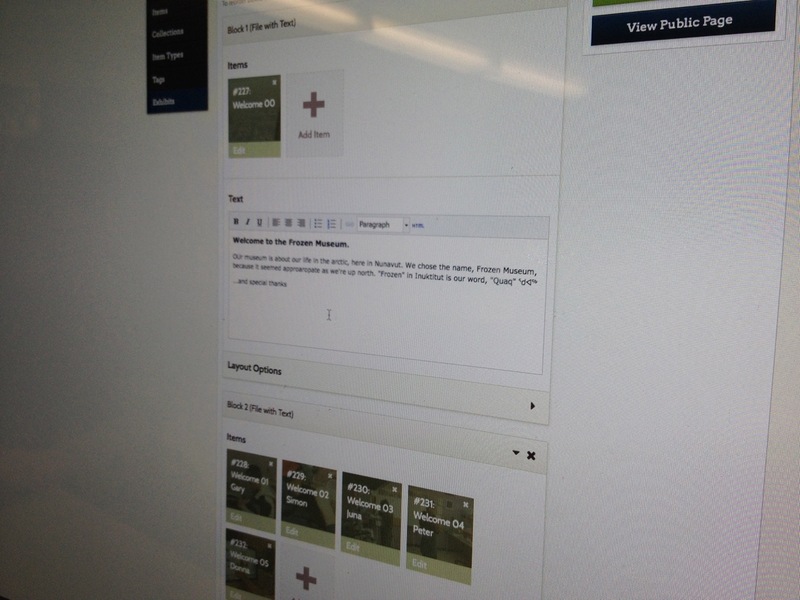 Items
Collections
Item Types
Tags
Exhibits
View Public Page
Block 1 (File with Text)
Items
#227:
Welcome 00
Edit
Add Item
Text
B I U Paragraph HTML
Welcome to the Frozen Museum.
OUr museum is about our life in the arctic, here in Nunavut. We chose the name, Frozen Museum,
because it seemed approaropate as we're up north. "Frozen" in Inuktitut is our word, "Quaq" ᖁᐊᖅ
...and special thanks
Layout Options
Block 2 (File with Text)
Items
#228:
Welcome 01
Gary
Edit
#229:
Welcome 02
Simon
Edit
#230:
Welcome 03
Juna
Edit
#231:
Welcome 04
Peter
Edit
#232:
Welcome 05
Donna
Edit